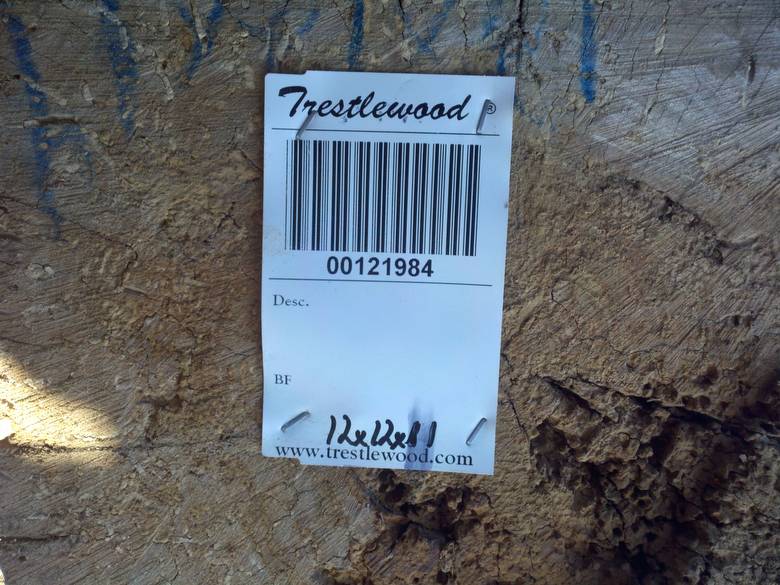 Trestlewood ®
00121984
Desc.
BF
12x12x11
www.trestlewood.com